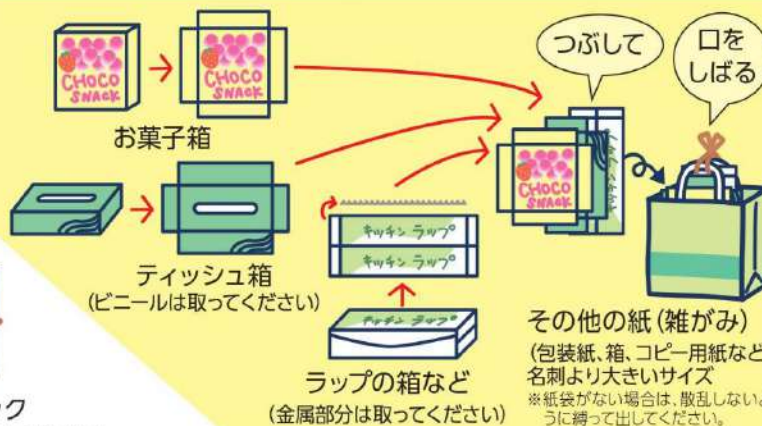 CHOCO
SNACK
CHOCO
SNACK
お菓子箱
つぶして
口を
しばる
CHOCO
SNACK
ティッシュ箱
(ビニールは取ってください)
キッチンラップ
キッチンラップ
ラップの箱など
(金属部分は取ってください)
その他の紙(雑がみ)
(包装紙、箱、コピー用紙など
名刺より大きいサイズ
※紙袋がない場合は、散乱しない
うに縛って出してください。
ック